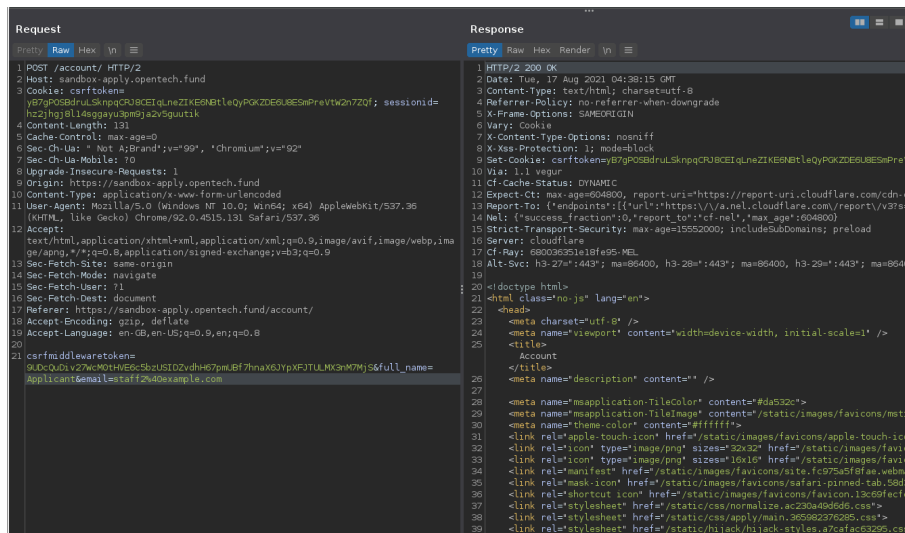 Request
Pretty Raw Hex \n
1 POST /account/ HTTP/2
2 Host: sandbox-apply.opentech.fund
3 Cookie: csrftoken=
yB7gPOSBdruLSknpqCRJ8CEIqLneZIKE6NBtleQyPGKZDE6U8ESmPreVtW2n7ZQf; sessionid=
hz2jhgj8l14sggayu3pm9ja2v5guutik
4 Content-Length: 131
5 Cache-Control: max-age=0
6 Sec-Ch-Ua: " Not A;Brand";v="99", "Chromium";v="92"
7 Sec-Ch-Ua-Mobile: ?0
8 Upgrade-Insecure-Requests: 1
9 Origin: https://sandbox-apply.opentech.fund
10 Content-Type: application/x-www-form-urlencoded
11 User-Agent: Mozilla/5.0 (Windows NT 10.0; Win64; x64) AppleWebKit/537.36
(KHTML, like Gecko) Chrome/92.0.4515.131 Safari/537.36
12 Accept:
text/html,application/xhtml+xml,application/xml;q=0.9,image/avif,image/webp,ima
ge/apng,*/*;q=0.8,application/signed-exchange;v=b3;q=0.9
13 Sec-Fetch-Site: same-origin
14 Sec-Fetch-Mode: navigate
15 Sec-Fetch-User: ?1
16 Sec-Fetch-Dest: document
17 Referer: https://sandbox-apply.opentech.fund/account/
18 Accept-Encoding: gzip, deflate
19 Accept-Language: en-GB,en-US;q=0.9,en;q=0.8
20
21 csrfmiddlewaretoken=
9UDcQuDiv27WcM0tHVE6c5bzUSIDZvdhH67pmUBf7hnaX6JYpXFJTULMX3nM7MjS&full_name=
Applicant&email=staff2%40example.com
Response
Pretty Raw Hex Render \n
1 HTTP/2 200 OK
2 Date: Tue, 17 Aug 2021 04:38:15 GMT
3 Content-Type: text/html; charset=utf-8
4 Referrer-Policy: no-referrer-when-downgrade
5 X-Frame-Options: SAMEORIGIN
6 Vary: Cookie
7 X-Content-Type-Options: nosniff
8 X-Xss-Protection: 1; mode=block
9 Set-Cookie: csrftoken=yB7gPOSBdruLSknpqCRJ8CEIqLneZIKE6NBtleQyPGKZDE6U8ESmPre
10 Via: 1.1 vegur
11 Cf-Cache-Status: DYNAMIC
12 Expect-Ct: max-age=604800, report-uri="https://report-uri.cloudflare.com/cdn-
13 Report-To: {"endpoints":[{"url":"https:\/\/a.nel.cloudflare.com\/report\/v3?s=
14 Nel: {"success_fraction":0,"report_to":"cf-nel","max_age":604800}
15 Strict-Transport-Security: max-age=15552000; includeSubDomains; preload
16 Server: cloudflare
17 Cf-Ray: 680036351e18fe95-MEL
18 Alt-Svc: h3-27=":443"; ma=86400, h3-28=":443"; ma=86400, h3-29=":443"; ma=864
19
20 <!doctype html>
21 <html class="no-js" lang="en">
22 <head>
23 <meta charset="utf-8" />
24 <meta name="viewport" content="width=device-width, initial-scale=1" />
25 <title>
Account
</title>
26 <meta name="description" content="" />
27
28 <meta name="msapplication-TileColor" content="#da532c">
29 <meta name="msapplication-TileImage" content="/static/images/favicons/msti
30 <meta name="theme-color" content="#ffffff">
31 <link rel="apple-touch-icon" href="/static/images/favicons/apple-touch-ico
32 <link rel="icon" type="image/png" sizes="32x32" href="/static/images/favi
33 <link rel="icon" type="image/png" sizes="16x16" href="/static/images/favi
34 <link rel="manifest" href="/static/images/favicons/site.fc975a5f8fae.webma
35 <link rel="mask-icon" href="/static/images/favicons/safari-pinned-tab.58d
36 <link rel="shortcut icon" href="/static/images/favicons/favicon.13c69fecf
37 <link rel="stylesheet" href="/static/css/normalize.ac230a49d6d6.css">
38 <link rel="stylesheet" href="/static/css/apply/main.365982376285.css">
39 <link rel="stylesheet" href="/static/hijack/hijack-styles.a7cafac63295.css